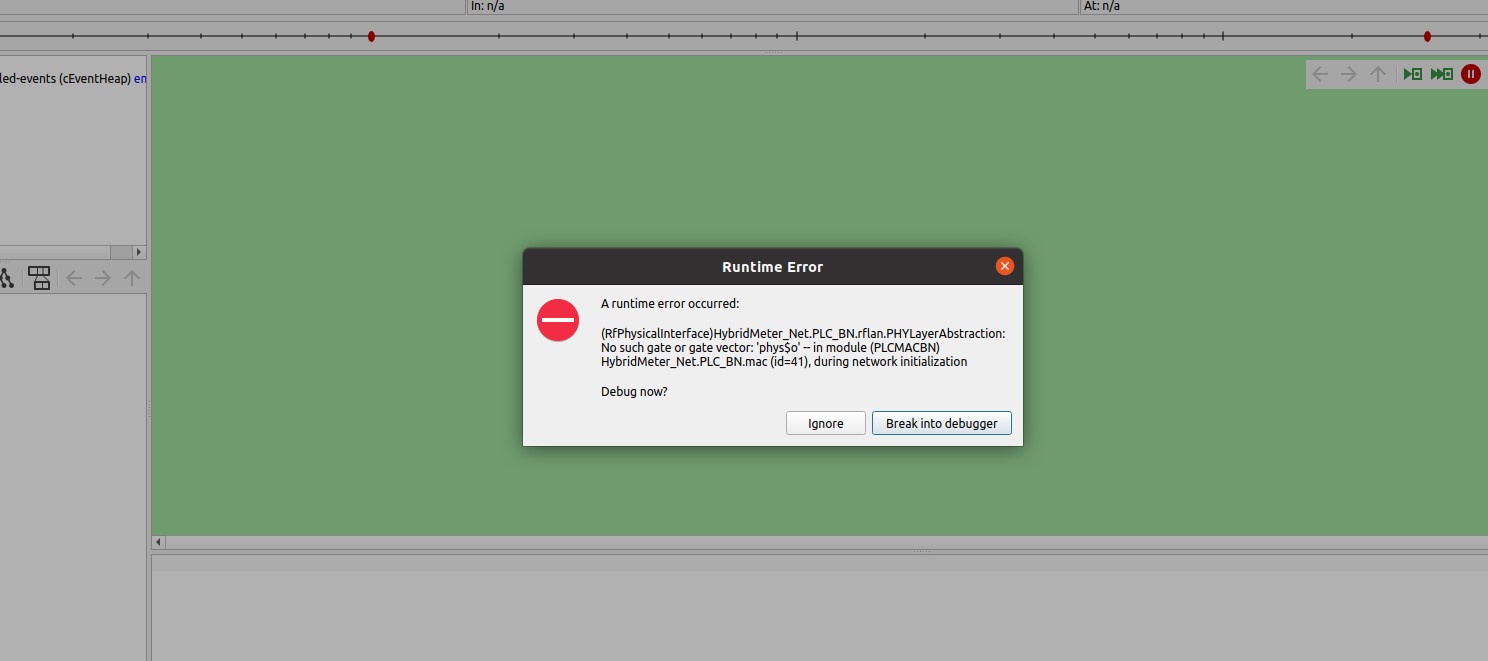 In: n/a
At: n/a
led-events (cEventHeap) en
Runtime Error
A runtime error occurred:
(RfPhysicalInterface)HybridMeter_Net.PLC_BN.rflan.PHYLayerAbstraction:
No such gate or gate vector: 'phys$o' -- in module (PLCMACBN)
HybridMeter_Net.PLC_BN.mac (id=41), during network initialization
Debug now?
Ignore
Break into debugger